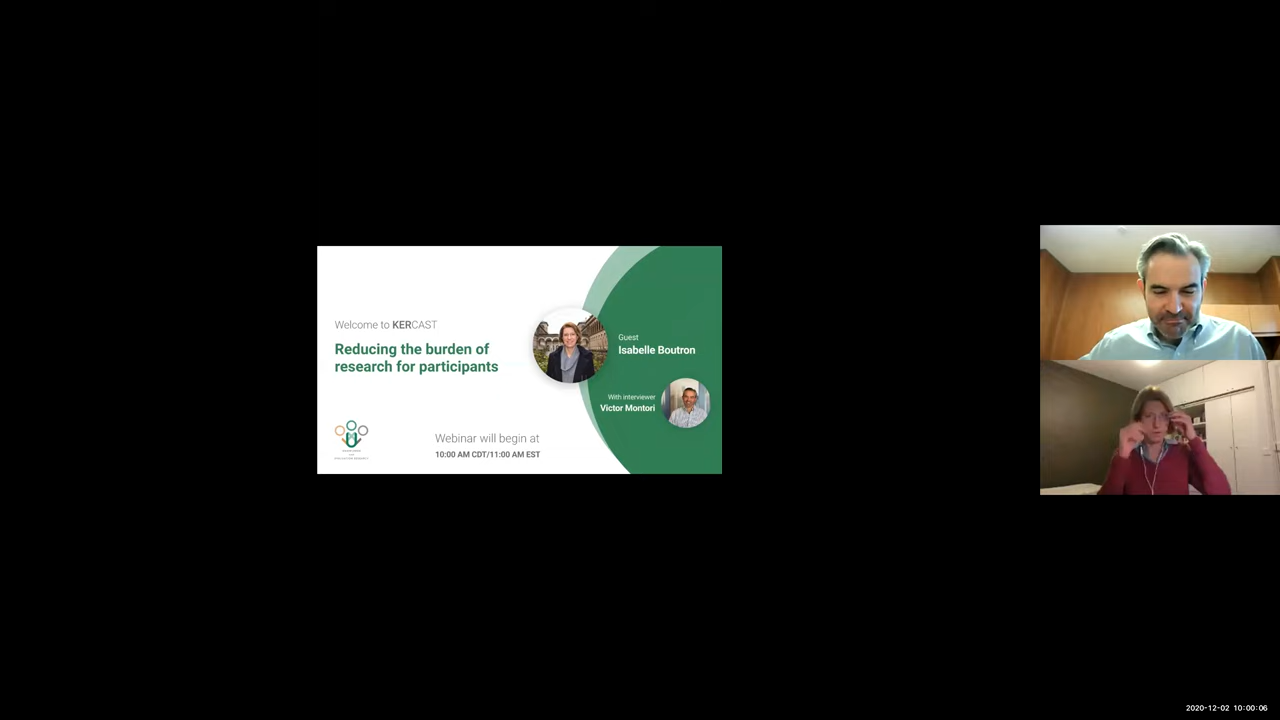 Welcome to KERCAST
Reducing the burden of
research for participants
Guest
Isabelle Boutron
With interviewer
Victor Montori
Webinar will begin at
10:00 AM CDT/11:00 AM EST
2020-12-02 10:00:06